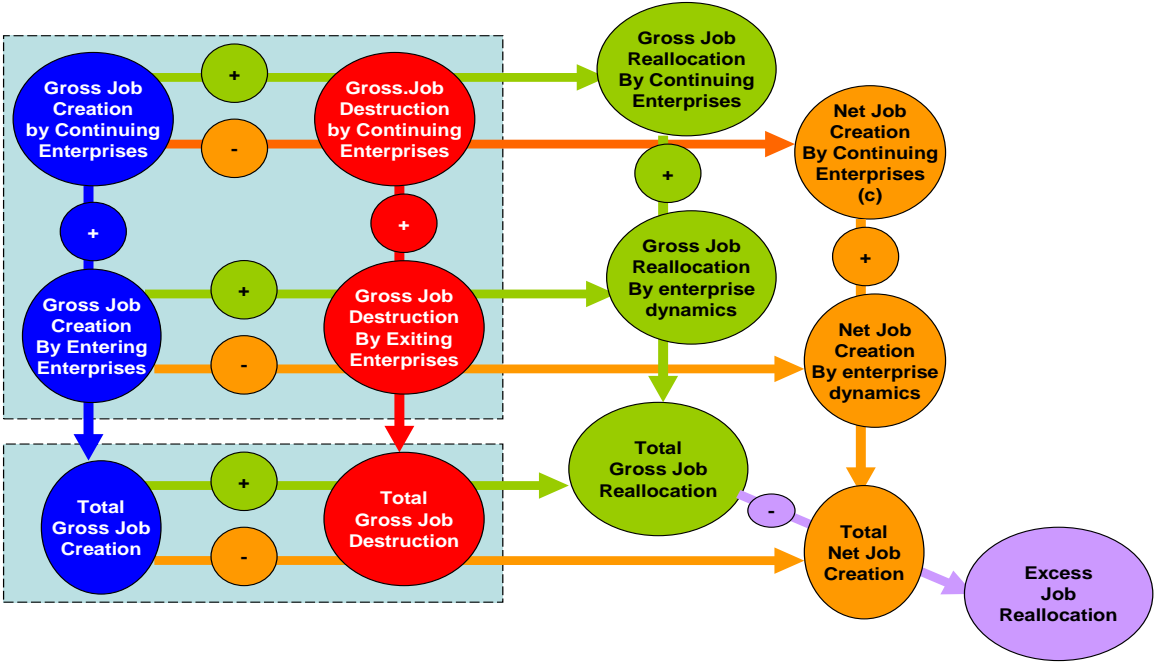 Gross Job
Creation
by Continuing
Enterprises
+
-
Gross.Job
Destruction
by Continuing
Enterprises
Gross Job
Reallocation
By Continuing
Enterprises
Net Job
Creation
By Continuing
Enterprises
(c)
+
+
+
+
Gross Job
Creation
By Entering
Enterprises
+
-
Gross Job
Destruction
By Exiting
Enterprises
Gross Job
Reallocation
By enterprise
dynamics
Net Job
Creation
By enterprise
dynamics
Total
Gross Job
Creation
+
-
Total
Gross Job
Destruction
Total
Gross Job
Reallocation
-
Total
Net Job
Creation
Excess
Job
Reallocation